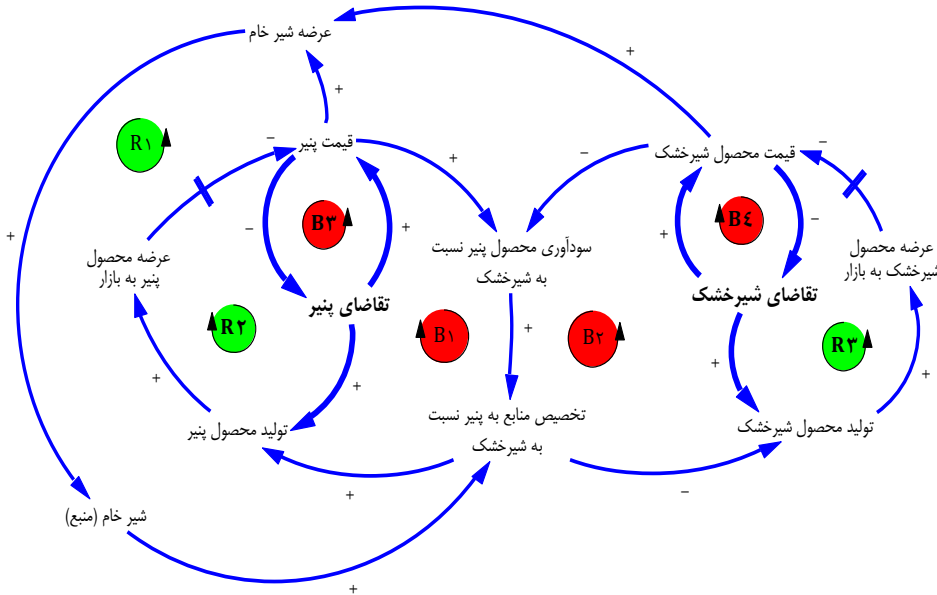 عرضه شیر خام
+
+
R۱
+
–
قیمت پنیر
+
–
قیمت محصول شیرخشک
–
B۳
B٤
–
+
+
–
+
عرضه محصول
پنیر به بازار
سودآوری محصول پنیر نسبت
به شیرخشک
عرضه محصول
شیرخشک به بازار
تقاضای پنیر
تقاضای شیرخشک
R۲
B۱
+
B۲
R۳
+
+
+
+
تولید محصول پنیر
تخصیص منابع به پنیر نسبت
به شیرخشک
تولید محصول شیرخشک
+
–
شیر خام (منبع)
+